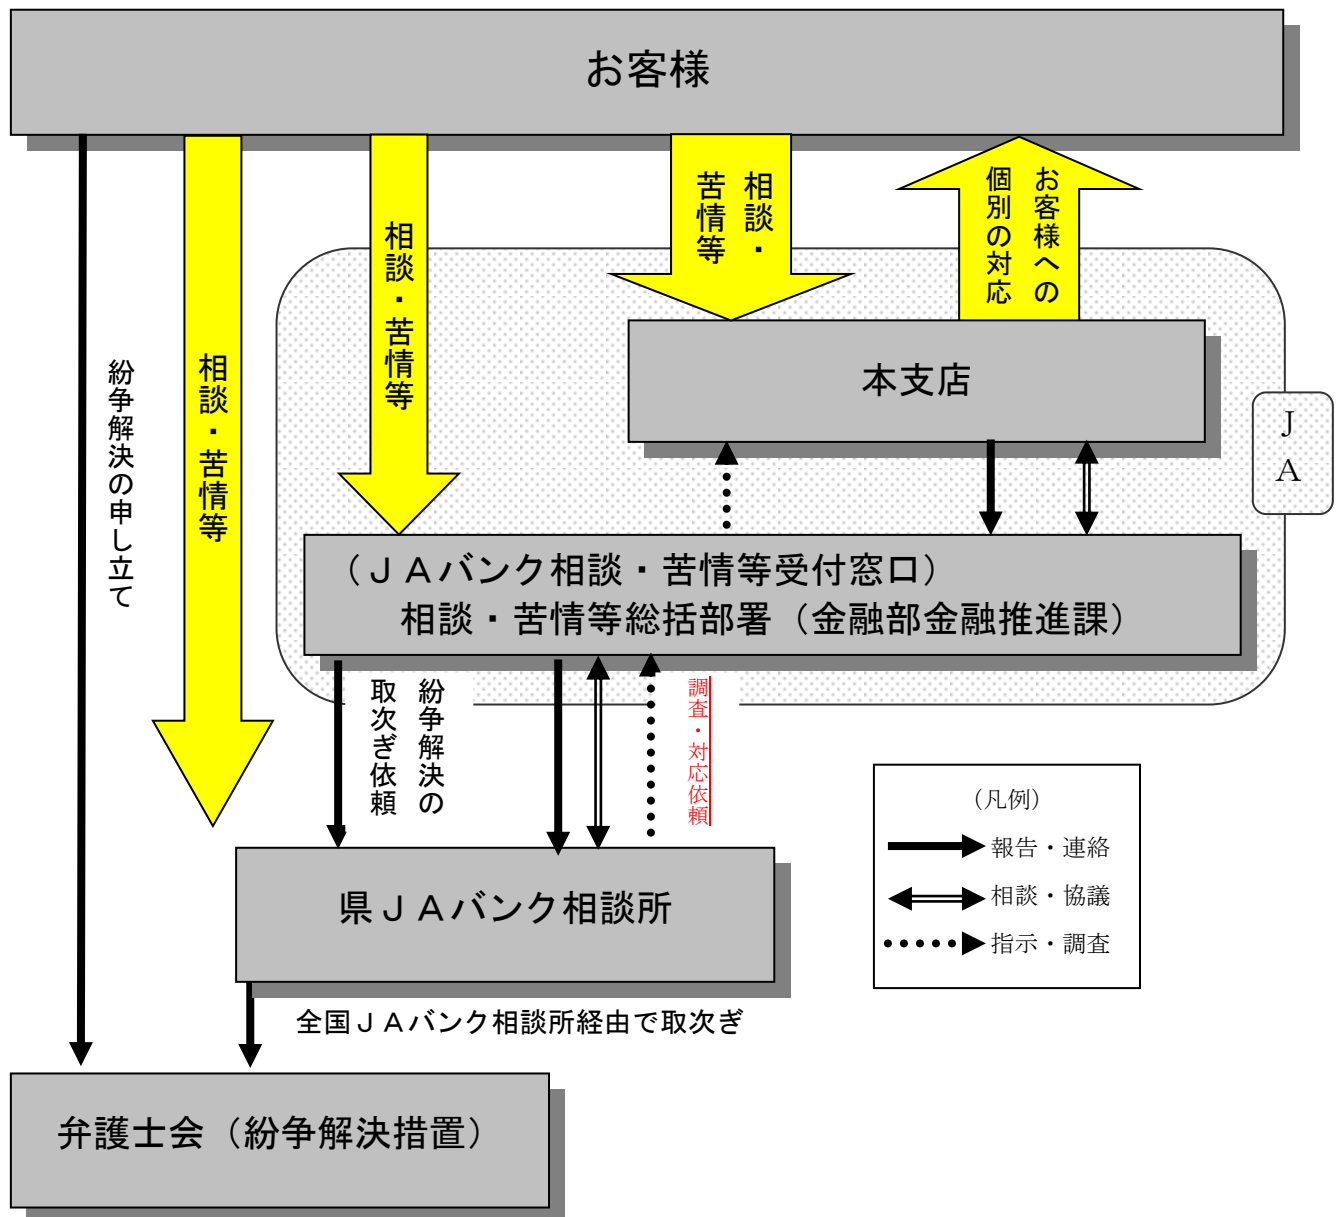 お客様
相談・
苦情等
お客様への
個別の対応
相談・苦情等
相談・苦情等
紛争解決の申し立て
本支店
ＪＡ
（ＪＡバンク相談・苦情等受付窓口）
相談・苦情等総括部署（金融部金融推進課）
紛争解決の
取次ぎ依頼
調査・対応依頼
（凡例）
報告・連絡
相談・協議
指示・調査
県ＪＡバンク相談所
全国ＪＡバンク相談所経由で取次ぎ
弁護士会（紛争解決措置）